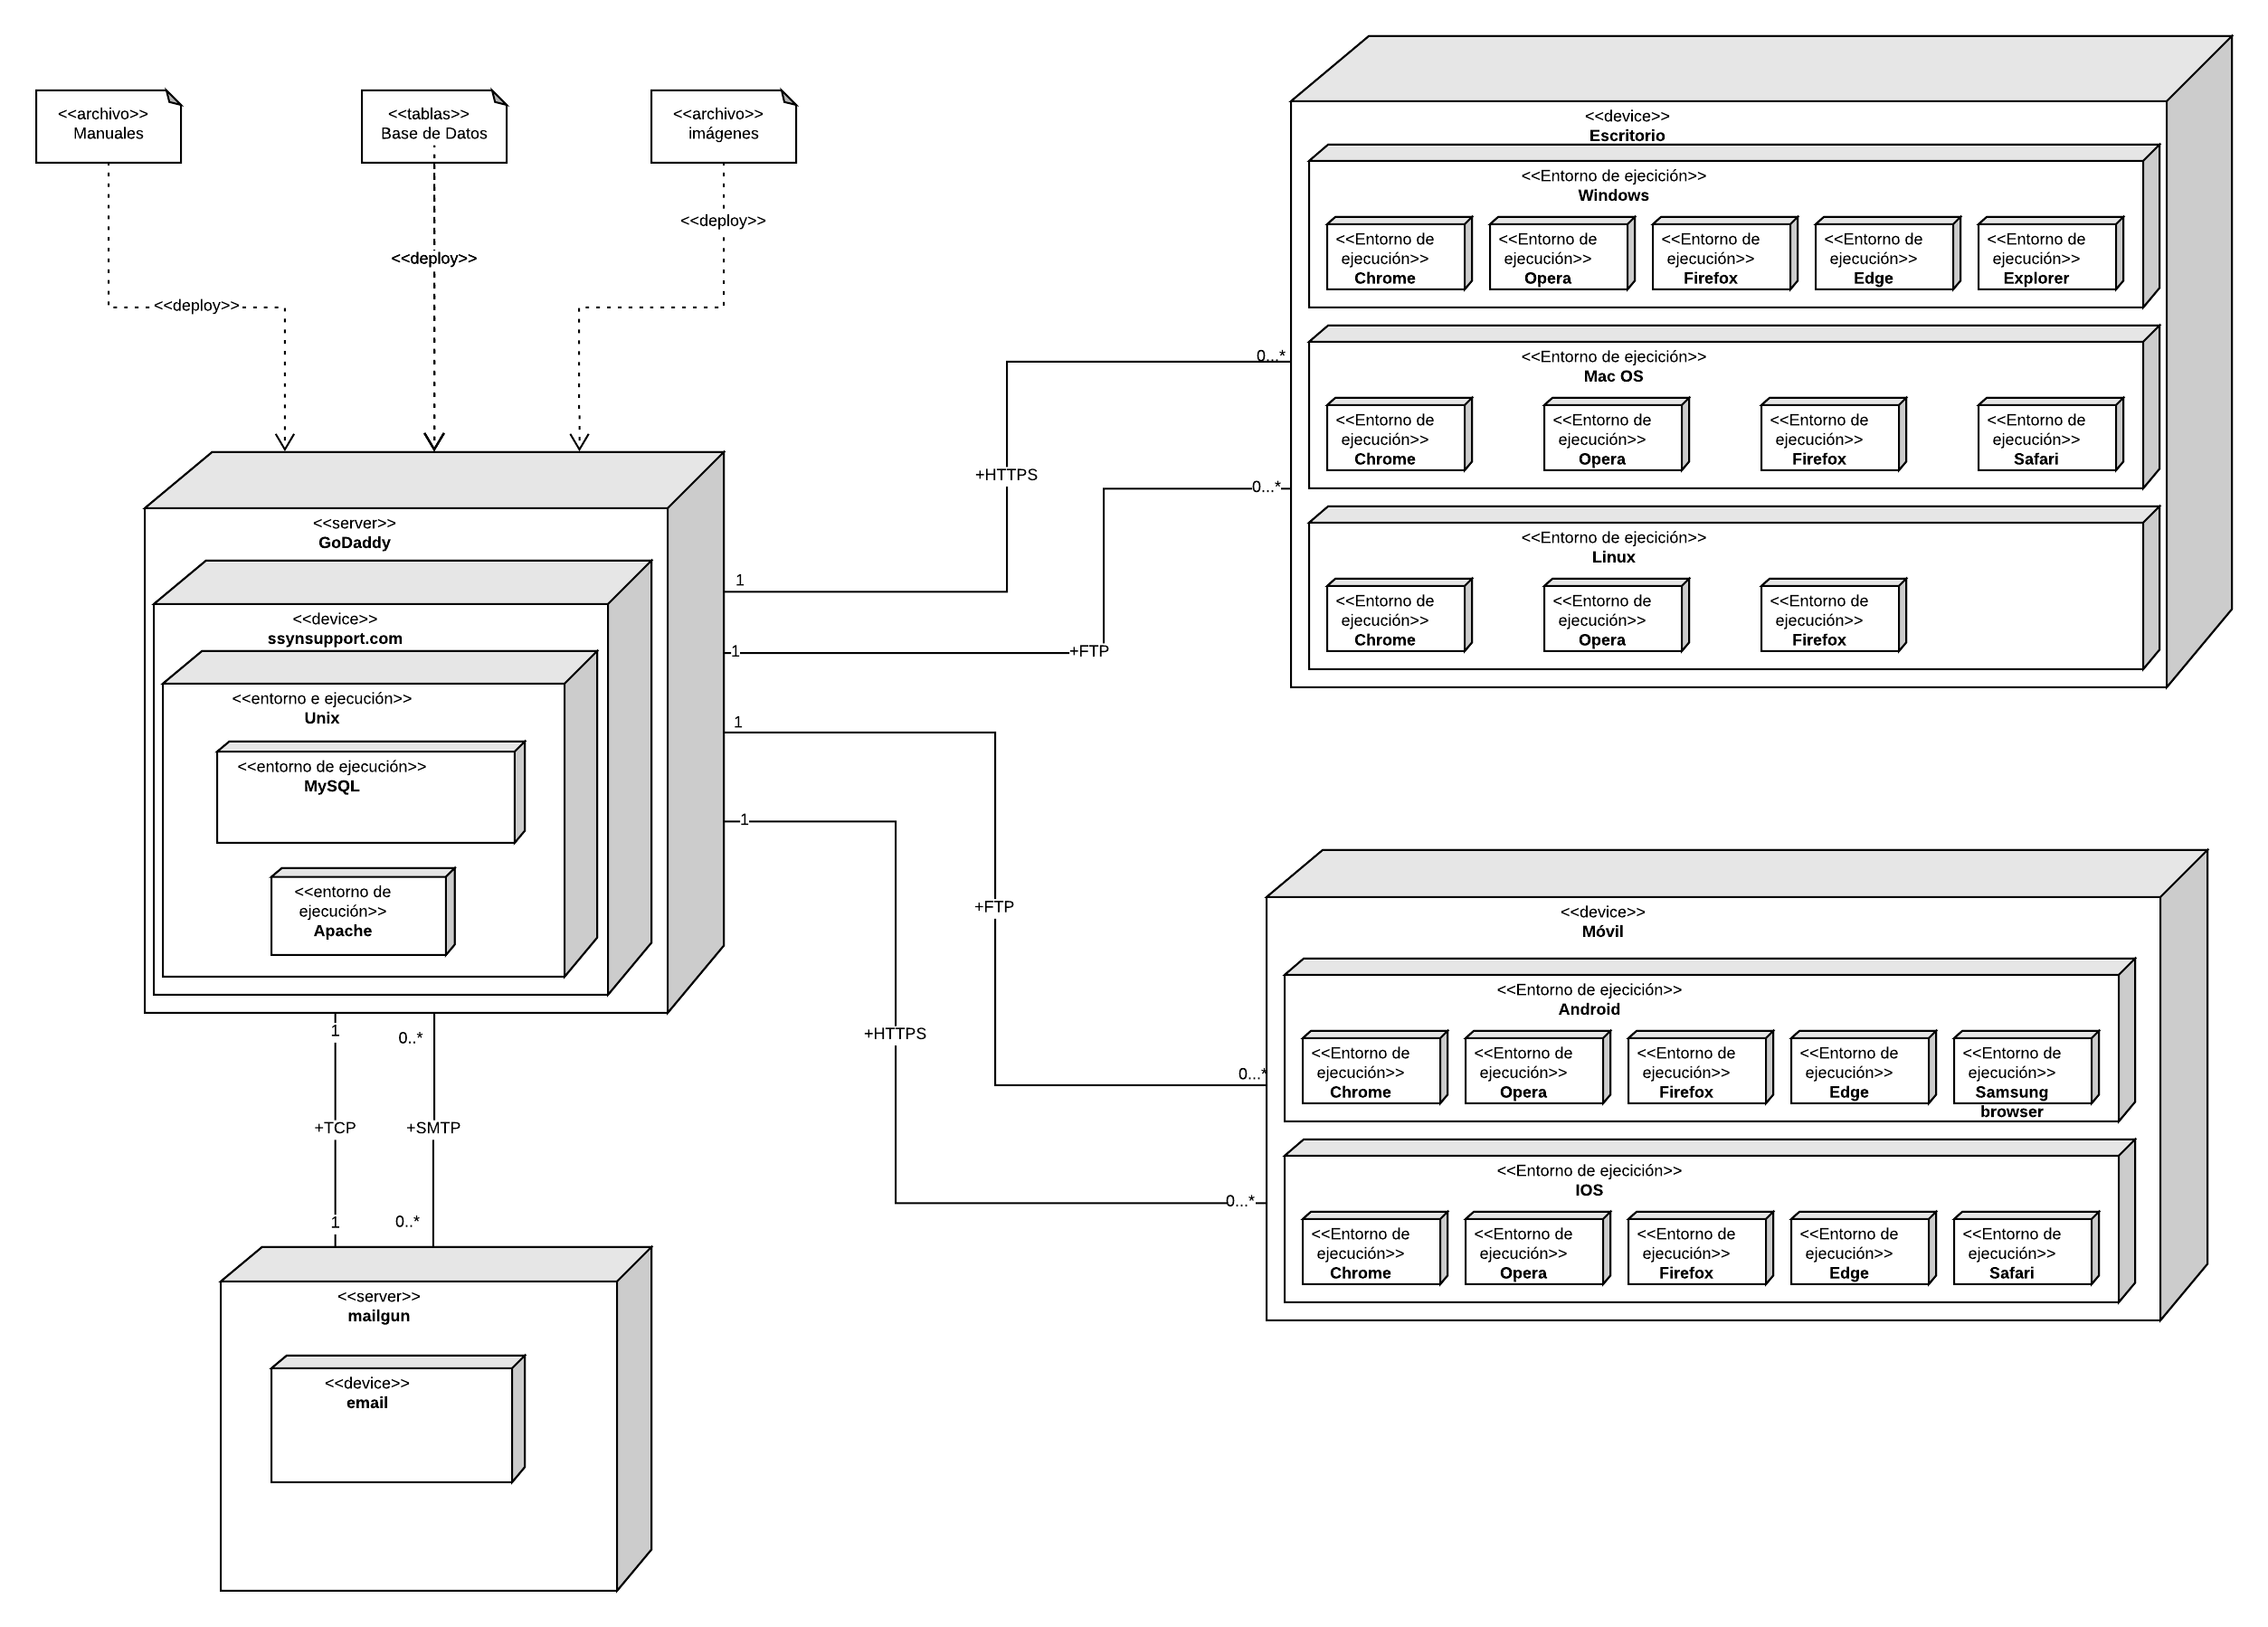 <<archivo>>
Manuales
<<tablas>>
Base de Datos
<<archivo>>
imágenes
<<deploy>>
<<deploy>>
<<deploy>>
<<server>>
GoDaddy
<<device>>
ssynsupport.com
<<entorno e ejecución>>
Unix
<<entorno de ejecución>>
MySQL
<<entorno de
ejecución>>
Apache
1
+HTTPS
0...*
1
+FTP
0...*
1
+FTP
0...*
1
+HTTPS
0...*
1
+TCP
1
0..*
+SMTP
0..*
<<server>>
mailgun
<<device>>
email
<<device>>
Escritorio
<<Entorno de ejecición>>
Windows
<<Entorno de
ejecución>>
Chrome
<<Entorno de
ejecución>>
Opera
<<Entorno de
ejecución>>
Firefox
<<Entorno de
ejecución>>
Edge
<<Entorno de
ejecución>>
Explorer
<<Entorno de ejecición>>
Mac OS
<<Entorno de
ejecución>>
Chrome
<<Entorno de
ejecución>>
Opera
<<Entorno de
ejecución>>
Firefox
<<Entorno de
ejecución>>
Safari
<<Entorno de ejecición>>
Linux
<<Entorno de
ejecución>>
Chrome
<<Entorno de
ejecución>>
Opera
<<Entorno de
ejecución>>
Firefox
<<device>>
Móvil
<<Entorno de ejecición>>
Android
<<Entorno de
ejecución>>
Chrome
<<Entorno de
ejecución>>
Opera
<<Entorno de
ejecución>>
Firefox
<<Entorno de
ejecución>>
Edge
<<Entorno de
ejecución>>
Samsung
browser
<<Entorno de ejecición>>
IOS
<<Entorno de
ejecución>>
Chrome
<<Entorno de
ejecución>>
Opera
<<Entorno de
ejecución>>
Firefox
<<Entorno de
ejecución>>
Edge
<<Entorno de
ejecución>>
Safari